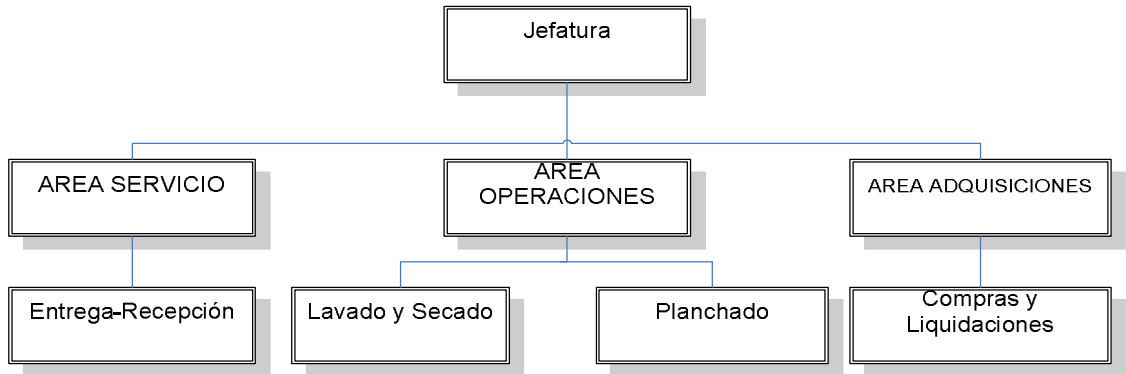 Jefatura
AREA SERVICIO
AREA
OPERACIONES
AREA ADQUISICIONES
Entrega-Recepción
Lavado y Secado
Planchado
Compras y
Liquidaciones